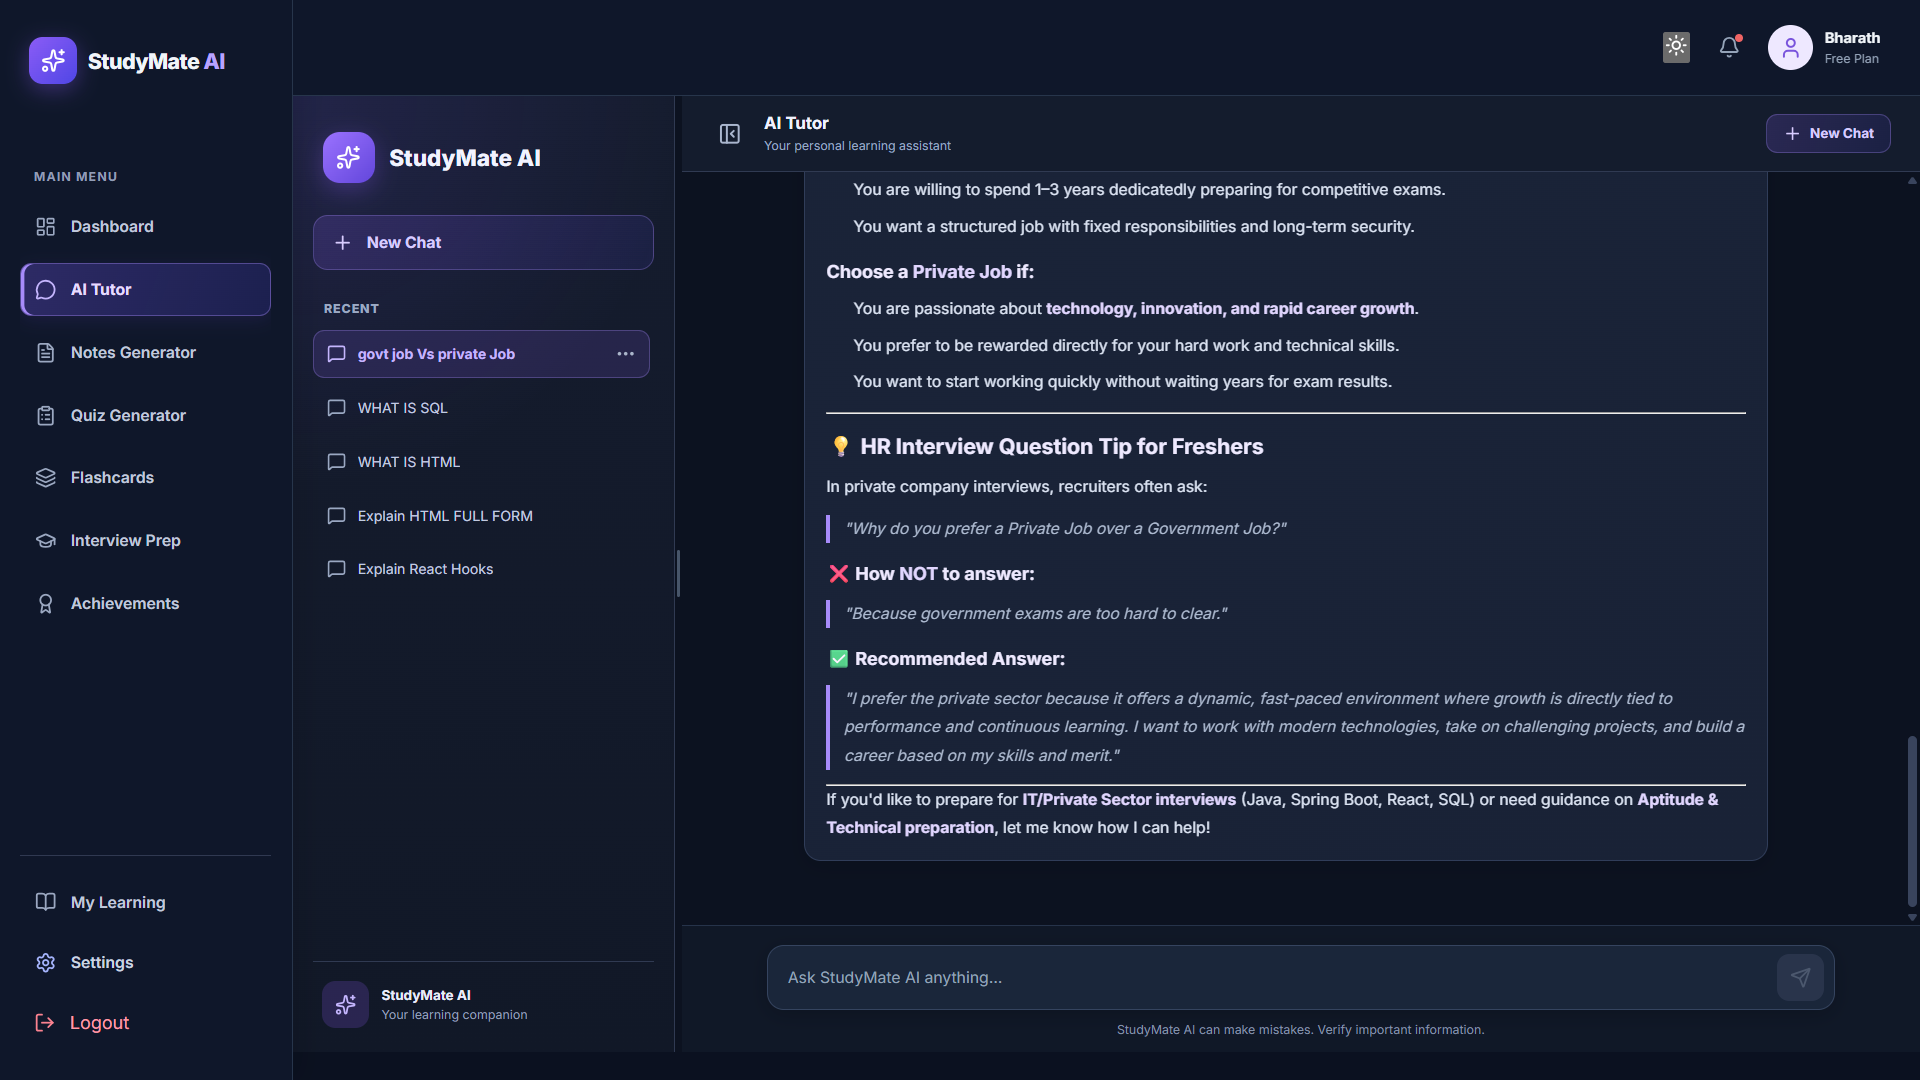 StudyMate AI
Bharath
Free Plan
MAIN MENU
Dashboard
AI Tutor
Notes Generator
Quiz Generator
Flashcards
Interview Prep
Achievements
My Learning
Settings
Logout
StudyMate AI
New Chat
RECENT
govt job Vs private Job
WHAT IS SQL
WHAT IS HTML
Explain HTML FULL FORM
Explain React Hooks
StudyMate AI
Your learning companion
AI Tutor
Your personal learning assistant
New Chat
You are willing to spend 1–3 years dedicatedly preparing for competitive exams.
You want a structured job with fixed responsibilities and long-term security.
Choose a Private Job if:
You are passionate about technology, innovation, and rapid career growth.
You prefer to be rewarded directly for your hard work and technical skills.
You want to start working quickly without waiting years for exam results.
💡 HR Interview Question Tip for Freshers
In private company interviews, recruiters often ask:
"Why do you prefer a Private Job over a Government Job?"
❌ How NOT to answer:
"Because government exams are too hard to clear."
✅ Recommended Answer:
"I prefer the private sector because it offers a dynamic, fast-paced environment where growth is directly tied to
performance and continuous learning. I want to work with modern technologies, take on challenging projects, and build a
career based on my skills and merit."
If you'd like to prepare for IT/Private Sector interviews (Java, Spring Boot, React, SQL) or need guidance on Aptitude &
Technical preparation, let me know how I can help!
Ask StudyMate AI anything...
StudyMate AI can make mistakes. Verify important information.